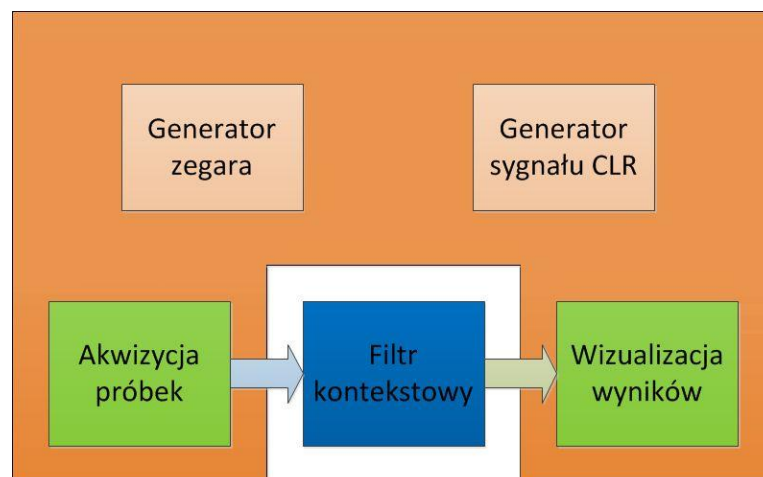 Generator
zegara
Generator
sygnału CLR
Akwizycja
próbek
Filtr
kontekstowy
Wizualizacja
wyników